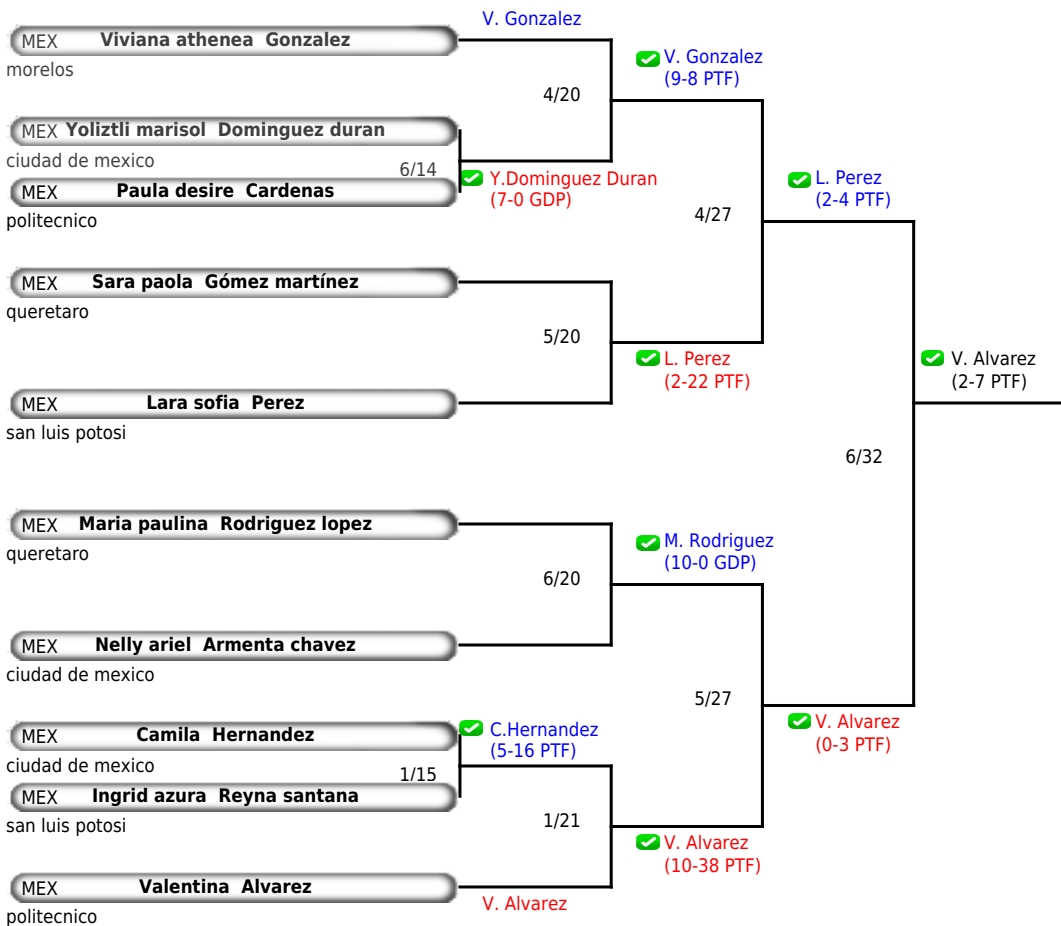 V. Gonzalez
MEX Viviana athenea Gonzalez
morelos
V. Gonzalez
(9-8 PTF)
4/20
MEX Yoliztli marisol Dominguez duran
ciudad de mexico
6/14
Y.Dominguez Duran
(7-0 GDP)
MEX Paula desire Cardenas
politecnico
L. Perez
(2-4 PTF)
4/27
MEX Sara paola Gómez martínez
queretaro
5/20
L. Perez
(2-22 PTF)
V. Alvarez
(2-7 PTF)
MEX Lara sofia Perez
san luis potosi
6/32
MEX Maria paulina Rodriguez lopez
queretaro
M. Rodriguez
(10-0 GDP)
6/20
MEX Nelly ariel Armenta chavez
ciudad de mexico
5/27
V. Alvarez
(0-3 PTF)
MEX Camila Hernandez
ciudad de mexico
C.Hernandez
(5-16 PTF)
1/15
MEX Ingrid azura Reyna santana
san luis potosi
1/21
V. Alvarez
(10-38 PTF)
MEX Valentina Alvarez
politecnico
V. Alvarez